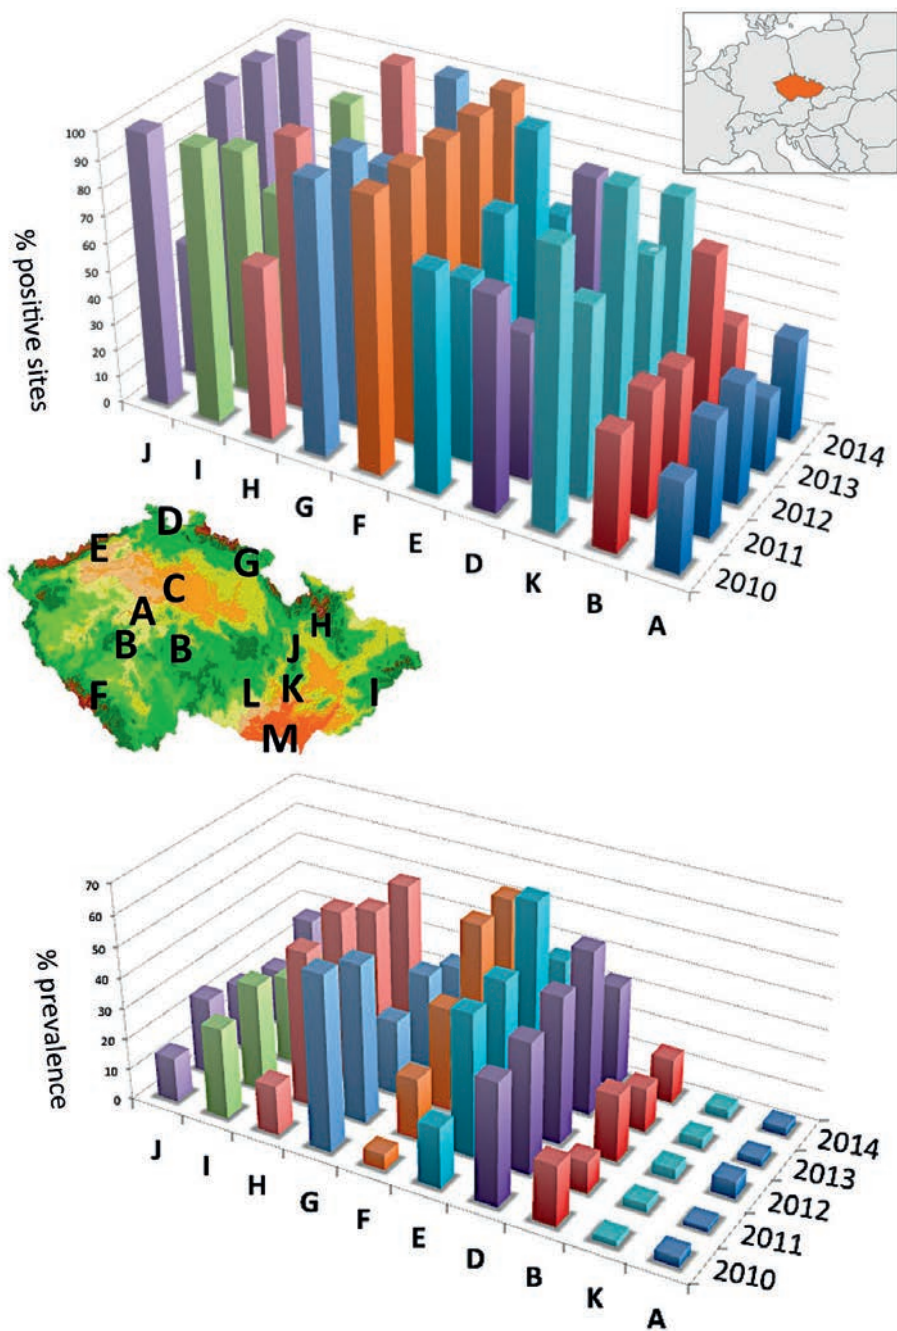 % positive sites
100
90
80
70
60
50
40
30
20
10
0
J
I
H
G
F
E
D
K
B
A
2014
2013
2012
2011
2010
D
E
G
C
A
H
B
B
J
F
L
K
I
M
% prevalence
70
60
50
40
30
20
10
0
J
I
H
G
F
E
D
B
K
A
2014
2013
2012
2011
2010